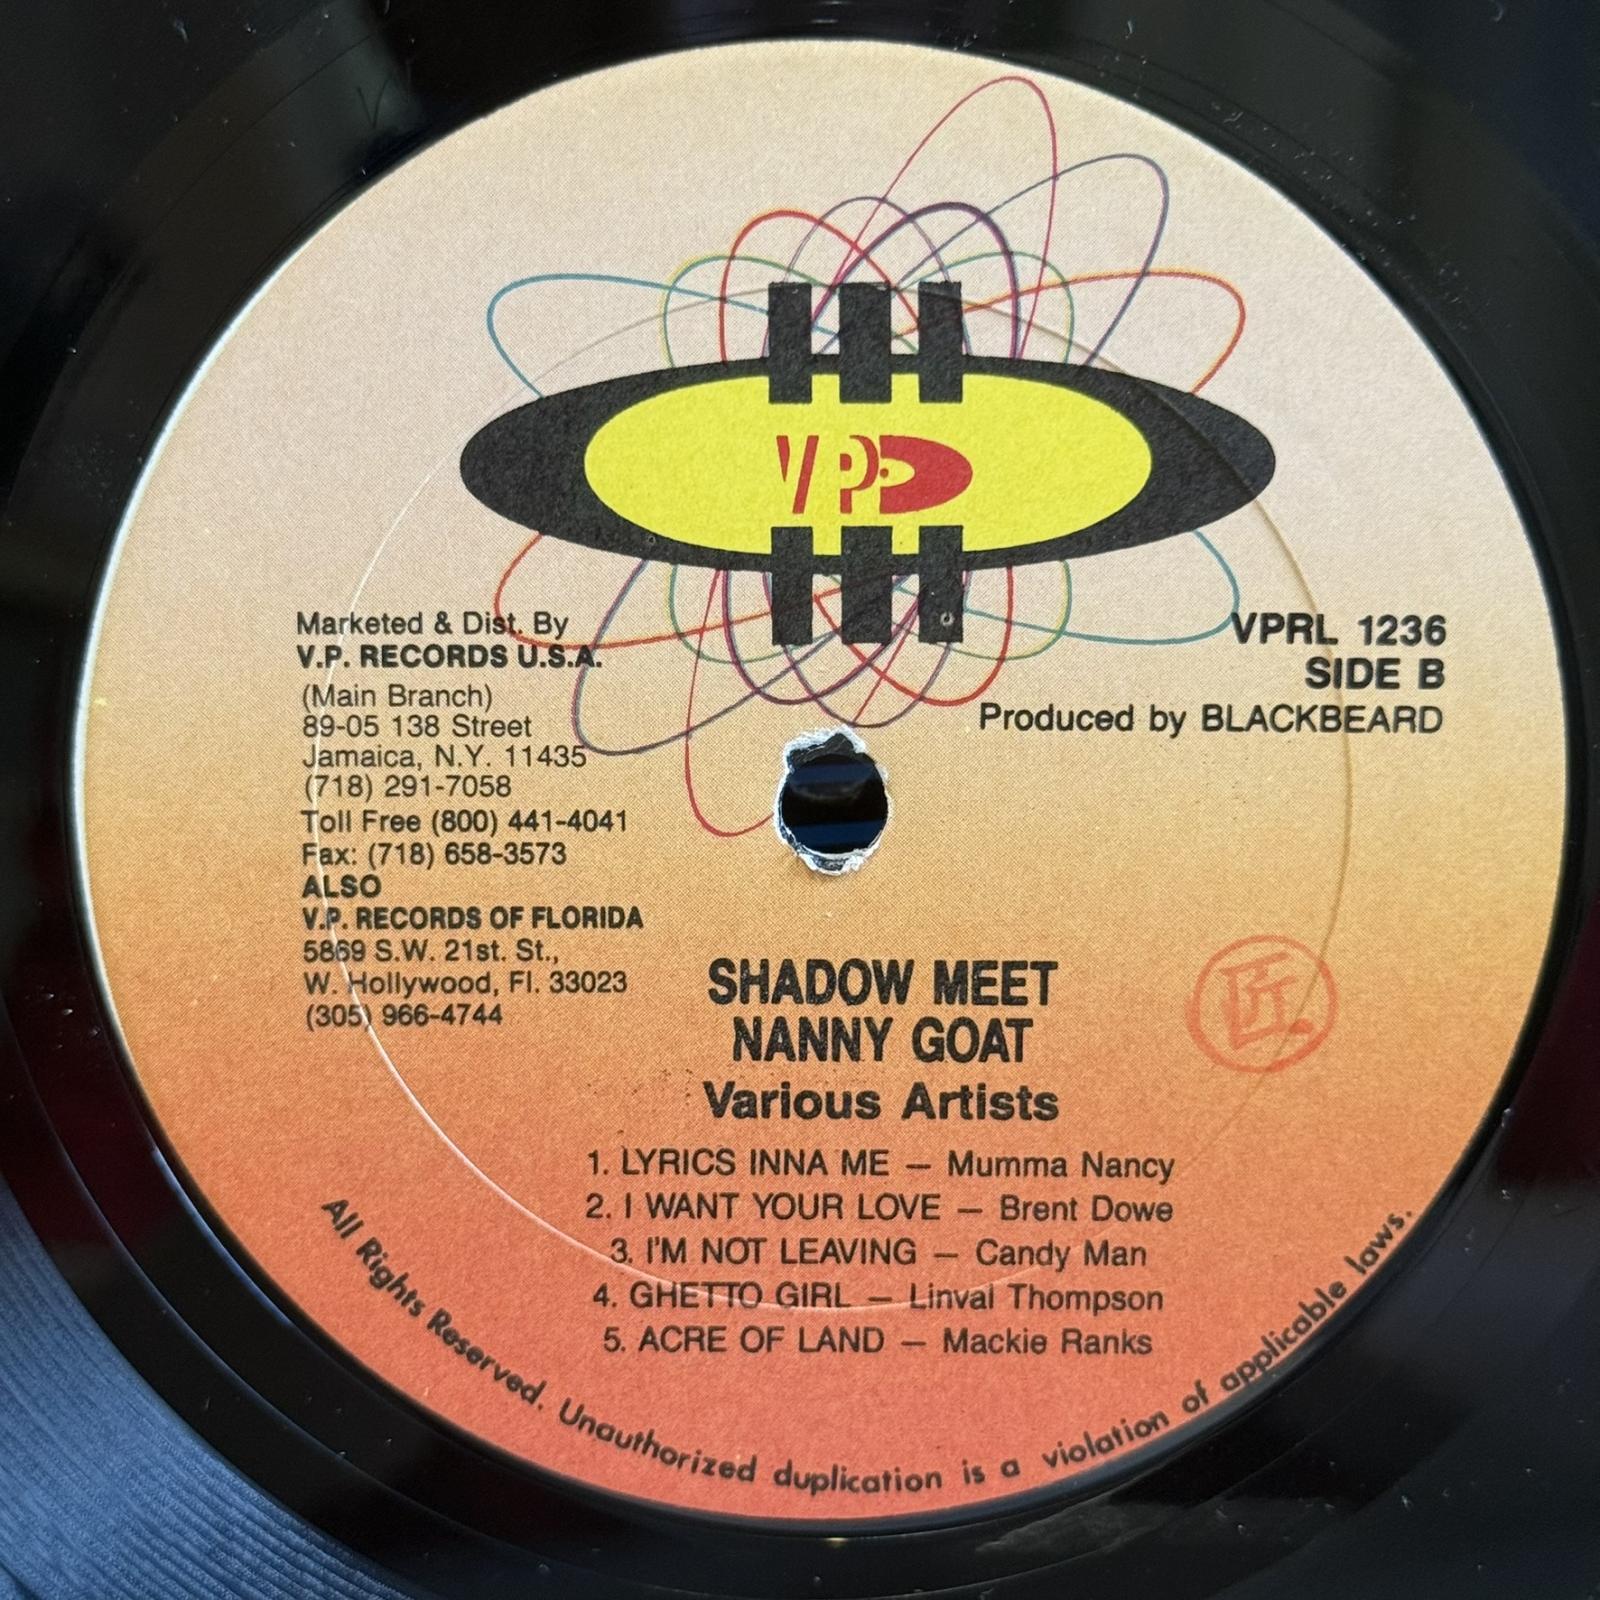 VP
Marketed & Dist. By
V.P. RECORDS U.S.A.
(Main Branch)
89-05 138 Street
Jamaica, N.Y. 11435
(718) 291-7058
Toll Free (800) 441-4041
Fax: (718) 658-3573
ALSO
V.P. RECORDS OF FLORIDA
5869 S.W. 21st. St.,
W. Hollywood, Fl. 33023
(305) 966-4744
VPRL 1236
SIDE B
Produced by BLACKBEARD
SHADOW MEET
NANNY GOAT
Various Artists
匠
1. LYRICS INNA ME — Mumma Nancy
2. I WANT YOUR LOVE — Brent Dowe
3. I'M NOT LEAVING — Candy Man
4. GHETTO GIRL — Linval Thompson
5. ACRE OF LAND — Mackie Ranks
All Rights Reserved. Unauthorized duplication is a violation of applicable laws.